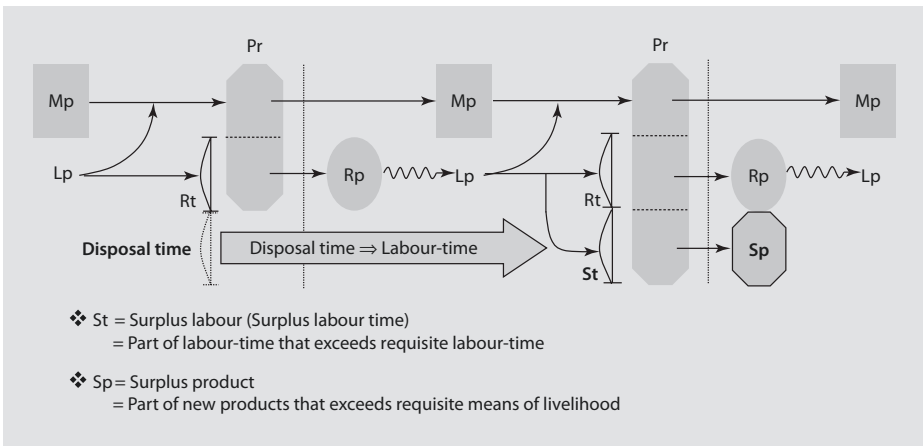 Pr
Pr
Mp
Mp
Mp
Lp
Rt
Rp
Lp
Rt
Rp
Lp
Disposal time
Disposal time ⇒ Labour-time
St
Sp
❖ St = Surplus labour (Surplus labour time)
= Part of labour-time that exceeds requisite labour-time
❖ Sp = Surplus product
= Part of new products that exceeds requisite means of livelihood